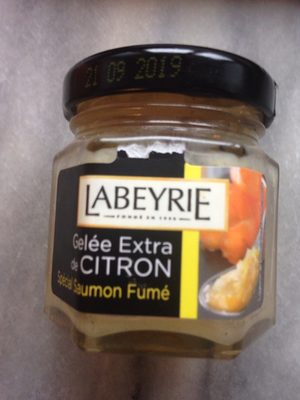 21 09 2019
LABEYRIE
FONDÉ EN 1946
Gelée Extra
de CITRON
Spécial Saumon Fumé